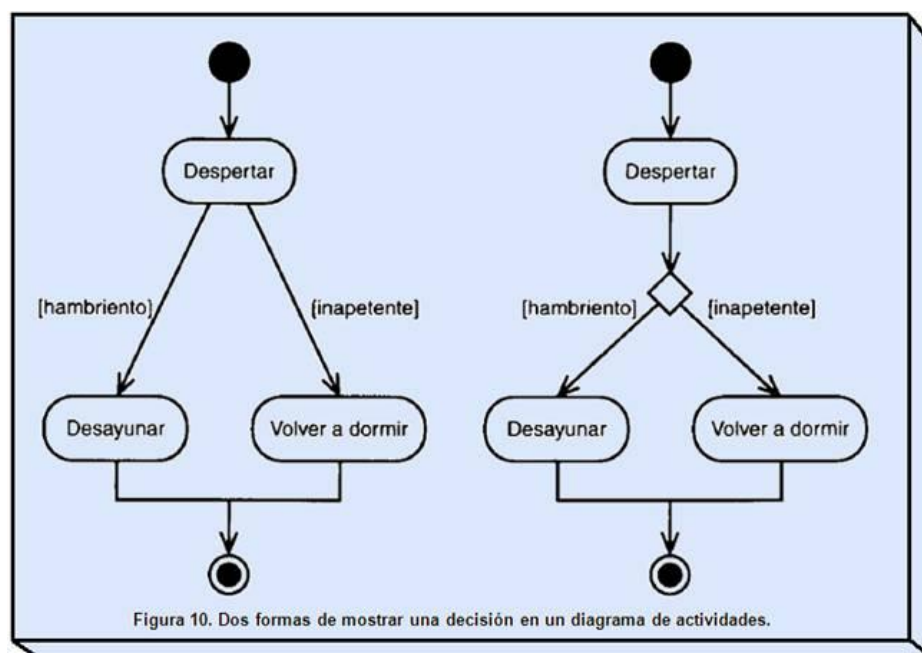 Despertar
[hambriento]
[inapetente]
Desayunar
Volver a dormir
Despertar
[hambriento]
[inapetente]
Desayunar
Volver a dormir
Figura 10. Dos formas de mostrar una decisión en un diagrama de actividades.